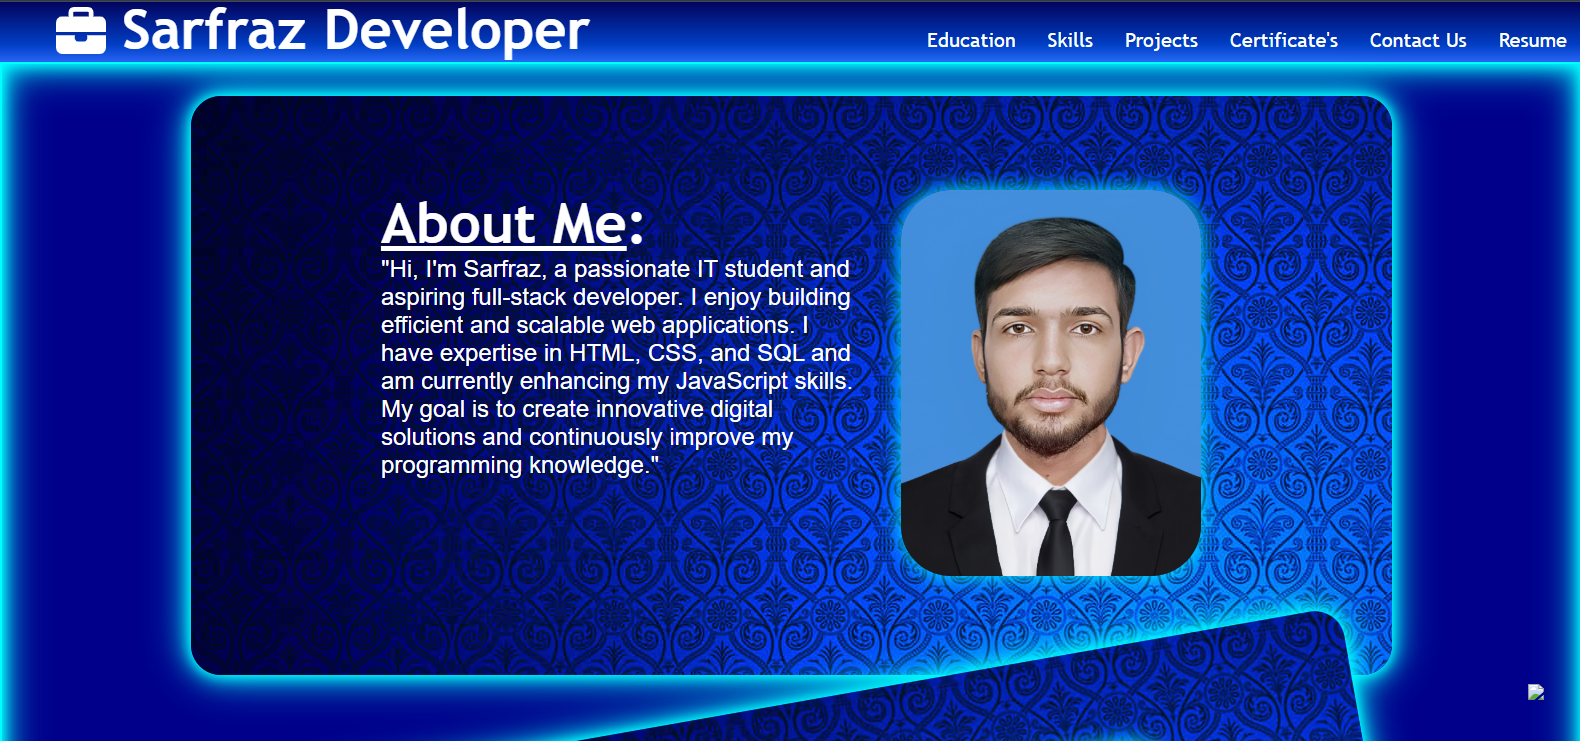 Sarfraz Developer
Education Skills Projects Certificate's Contact Us Resume
About Me:
"Hi, I'm Sarfraz, a passionate IT student and
aspiring full-stack developer. I enjoy building
efficient and scalable web applications. I
have expertise in HTML, CSS, and SQL and
am currently enhancing my JavaScript skills.
My goal is to create innovative digital
solutions and continuously improve my
programming knowledge."